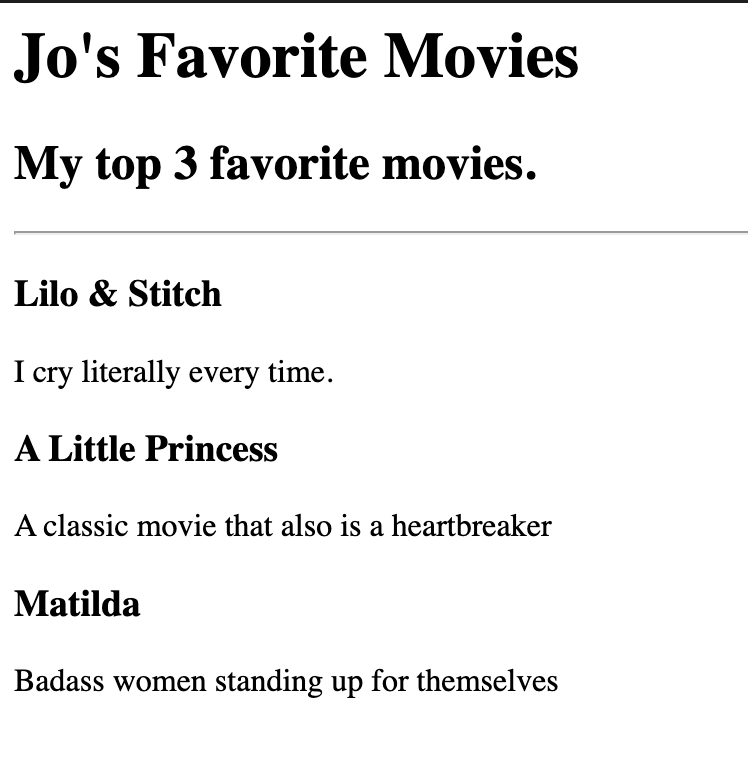 Jo's Favorite Movies
My top 3 favorite movies.
Lilo & Stitch
I cry literally every time.
A Little Princess
A classic movie that also is a heartbreaker
Matilda
Badass women standing up for themselves